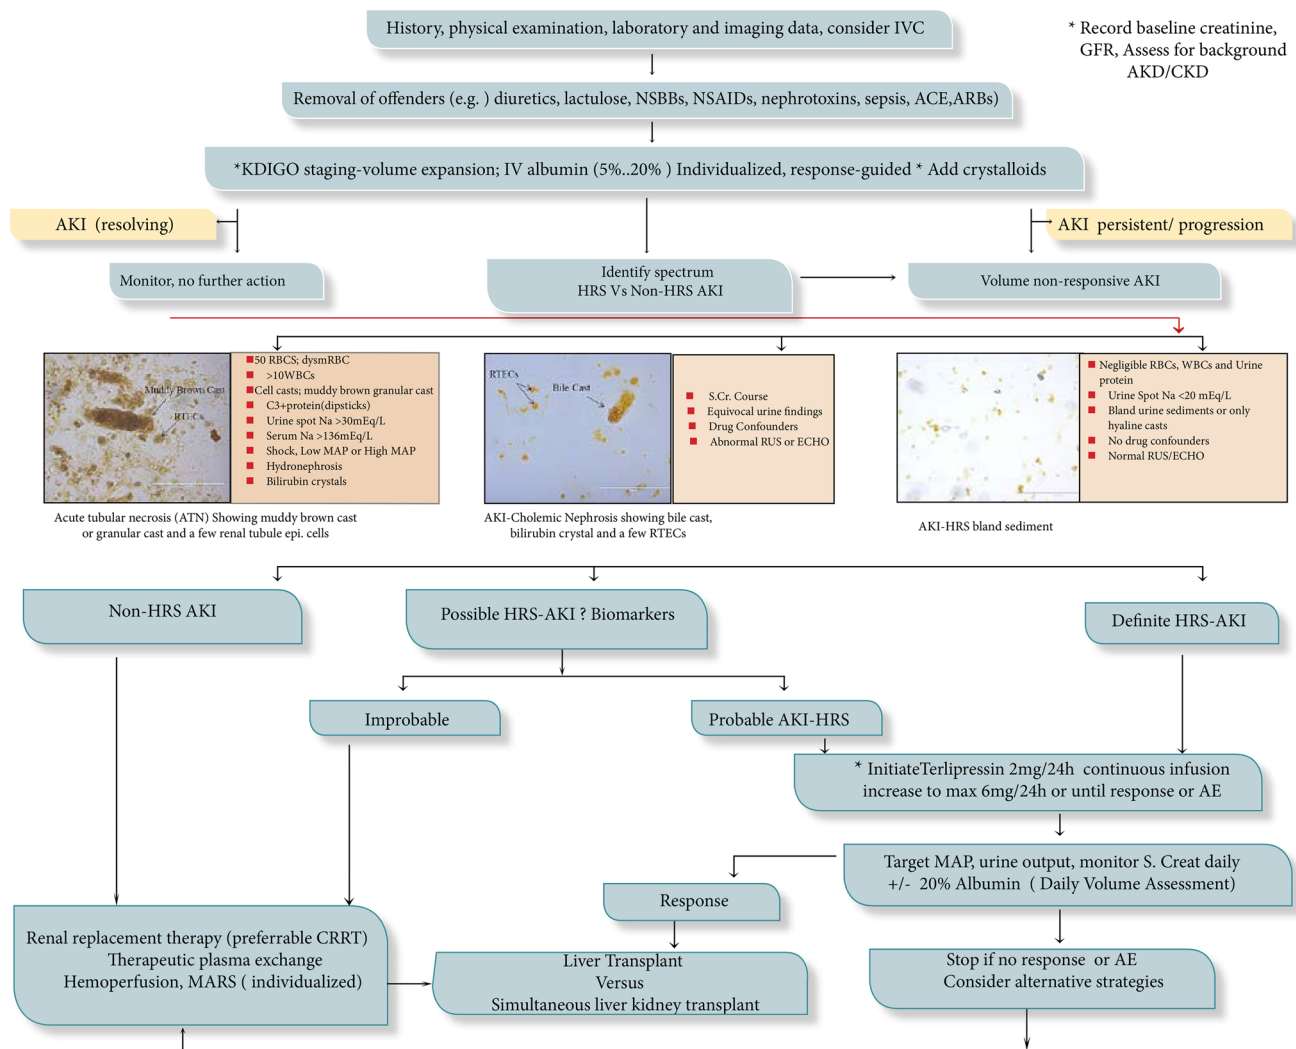 History, physical examination, laboratory and imaging data, consider IVC
* Record baseline creatinine,
GFR, Assess for background
AKD/CKD
Removal of offenders (e.g. ) diuretics, lactulose, NSBBs, NSAIDs, nephrotoxins, sepsis, ACE,ARBs)
*KDIGO staging-volume expansion; IV albumin (5%..20% ) Individualized, response-guided * Add crystalloids
AKI (resolving)
AKI persistent/ progression
Monitor, no further action
Identify spectrum
HRS Vs Non-HRS AKI
Volume non-responsive AKI
Muddy Brown Cast
RTECs
50 RBCS; dysmRBC
>10WBCs
Cell casts; muddy brown granular cast
C3+protein(dipsticks)
Urine spot Na >30mEq/L
Serum Na >136mEq/L
Shock, Low MAP or High MAP
Hydronephrosis
Bilirubin crystals
RTECs
Bile Cast
S.Cr. Course
Equivocal urine findings
Drug Confounders
Abnormal RUS or ECHO
Negligible RBCs, WBCs and Urine
protein
Urine Spot Na <20 mEq/L
Bland urine sediments or only
hyaline casts
No drug confounders
Normal RUS/ECHO
Acute tubular necrosis (ATN) Showing muddy brown cast
or granular cast and a few renal tubule epi. cells
AKI-Cholemic Nephrosis showing bile cast,
bilirubin crystal and a few RTECs
AKI-HRS bland sediment
Non-HRS AKI
Possible HRS-AKI ? Biomarkers
Definite HRS-AKI
Improbable
Probable AKI-HRS
* InitiateTerlipressin 2mg/24h continuous infusion
increase to max 6mg/24h or until response or AE
Target MAP, urine output, monitor S. Creat daily
+/- 20% Albumin ( Daily Volume Assessment)
Response
Renal replacement therapy (preferrable CRRT)
Therapeutic plasma exchange
Hemoperfusion, MARS ( individualized)
Liver Transplant
Versus
Simultaneous liver kidney transplant
Stop if no response or AE
Consider alternative strategies